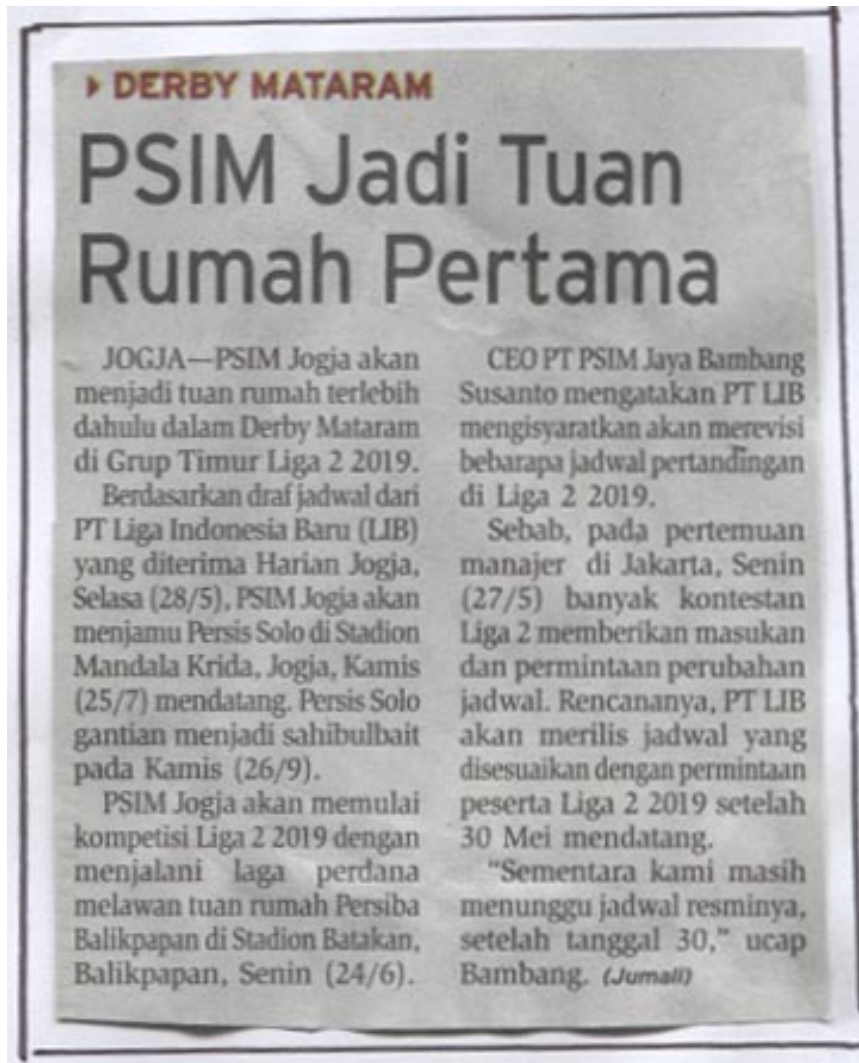 DERBY MATARAM
PSIM Jadi Tuan
Rumah Pertama
JOGJA—PSIM Jogja akan
menjadi tuan rumah terlebih
dahulu dalam Derby Mataram
di Grup Timur Liga 2 2019.
Berdasarkan draf jadwal dari
PT Liga Indonesia Baru (LIB)
yang diterima Harian Jogja,
Selasa (28/5), PSIM Jogja akan
menjamu Persis Solo di Stadion
Mandala Krida, Jogja, Kamis
(25/7) mendatang. Persis Solo
gantian menjadi sahibulbait
pada Kamis (26/9).
PSIM Jogja akan memulai
kompetisi Liga 2 2019 dengan
menjalani laga perdana
melawan tuan rumah Persiba
Balikpapan di Stadion Batakan,
Balikpapan, Senin (24/6).
CEO PT PSIM Jaya Bambang
Susanto mengatakan PT LIB
mengisyaratkan akan merevisi
bebarapa jadwal pertandingan
di Liga 2 2019.
Sebab, pada pertemuan
manajer di Jakarta, Senin
(27/5) banyak kontestan
Liga 2 memberikan masukan
dan permintaan perubahan
jadwal. Rencananya, PT LIB
akan merilis jadwal yang
disesuaikan dengan permintaan
peserta Liga 2 2019 setelah
30 Mei mendatang.
"Sementara kami masih
menunggu jadwal resminya,
setelah tanggal 30," ucap
Bambang. (Jumali)